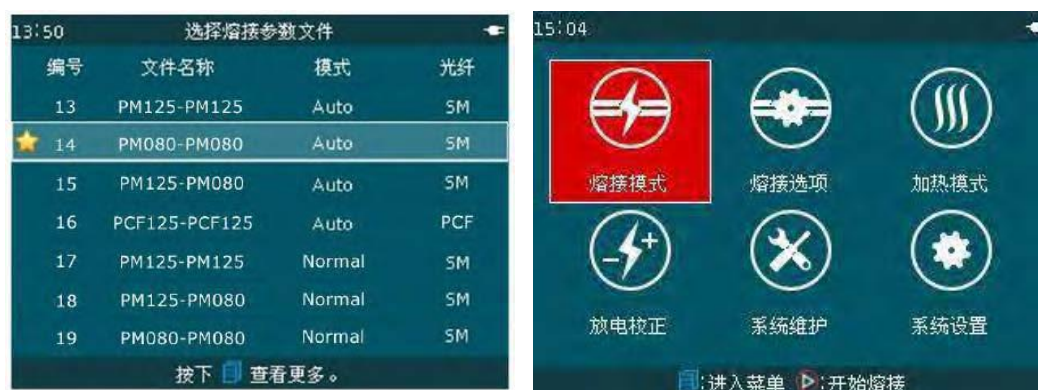 13:50 选择熔接参数文件
编号 文件名称 模式 光纤
13 PM125-PM125 Auto SM
14 PM080-PM080 Auto SM
15 PM125-PM080 Auto SM
16 PCF125-PCF125 Auto PCF
17 PM125-PM125 Normal SM
18 PM125-PM080 Normal SM
19 PM080-PM080 Normal SM
按下 查看更多。
15:04
熔接模式 熔接选项 加热模式
放电校正 系统维护 系统设置
:进入菜单 :开始熔接